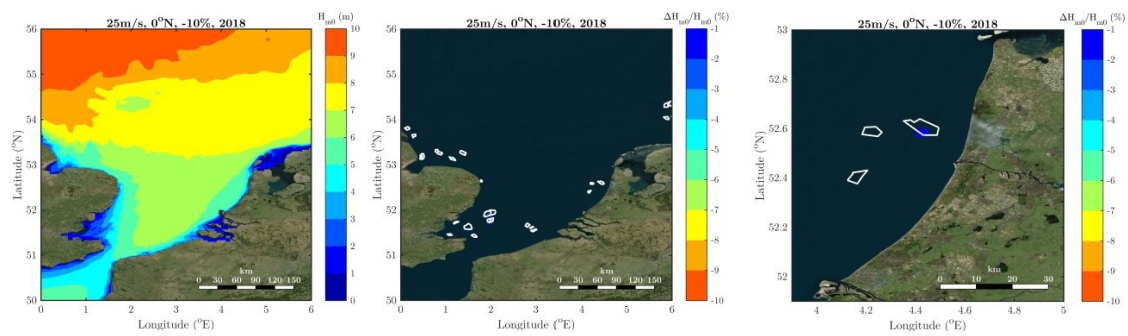 25m/s, 0°N, -10%, 2018
H_m0 (m)
56
55
54
53
52
51
50
0 1 2 3 4 5 6
Latitude (°N)
Longitude (°E)
km
0 30 60 90 120 150
10
9
8
7
6
5
4
3
2
1
0
25m/s, 0°N, -10%, 2018
ΔH_m0/H_m0 (%)
56
55
54
53
52
51
50
0 1 2 3 4 5 6
Latitude (°N)
Longitude (°E)
km
0 30 60 90 120 150
-1
-2
-3
-4
-5
-6
-7
-8
-9
-10
25m/s, 0°N, -10%, 2018
ΔH_m0/H_m0 (%)
53
52.8
52.6
52.4
52.2
52
4 4.2 4.4 4.6 4.8 5
Latitude (°N)
Longitude (°E)
km
0 10 20 30
-1
-2
-3
-4
-5
-6
-7
-8
-9
-10